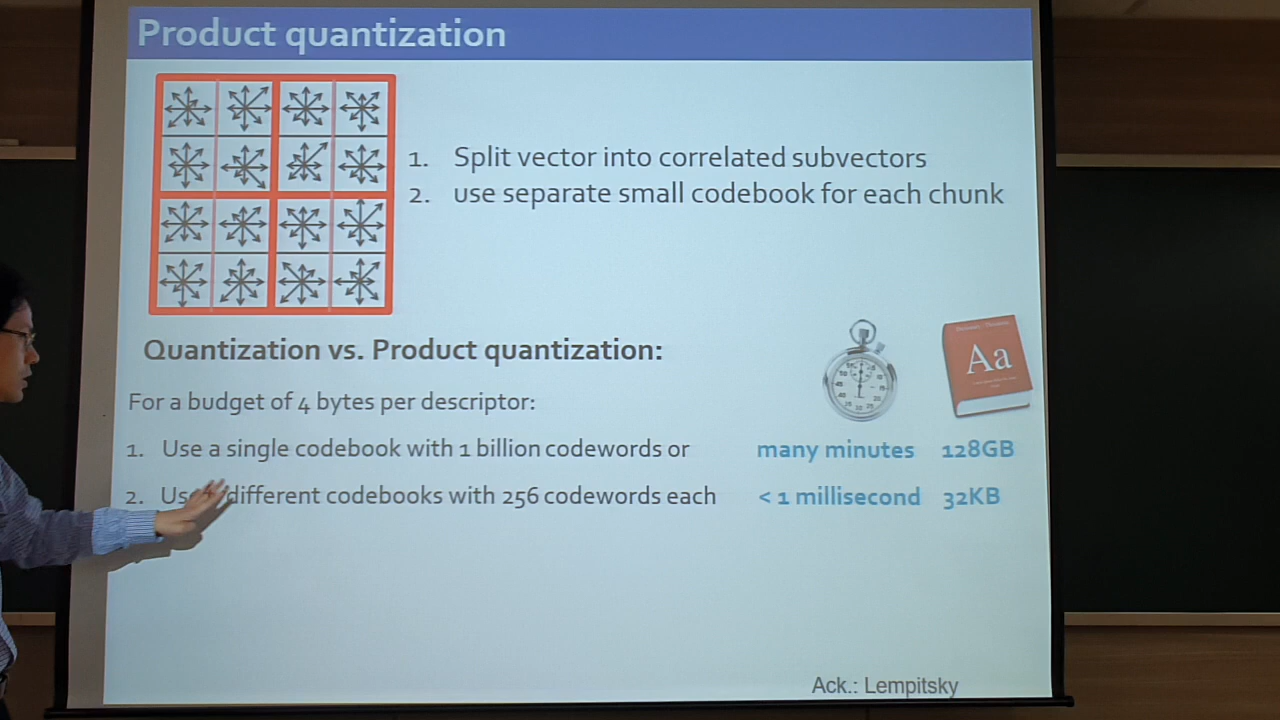 Product quantization
1. Split vector into correlated subvectors
2. use separate small codebook for each chunk
Quantization vs. Product quantization:
Aa
For a budget of 4 bytes per descriptor:
1. Use a single codebook with 1 billion codewords or many minutes 128GB
2. different codebooks with 256 codewords each < 1 millisecond 32KB
Ack.: Lempitsky